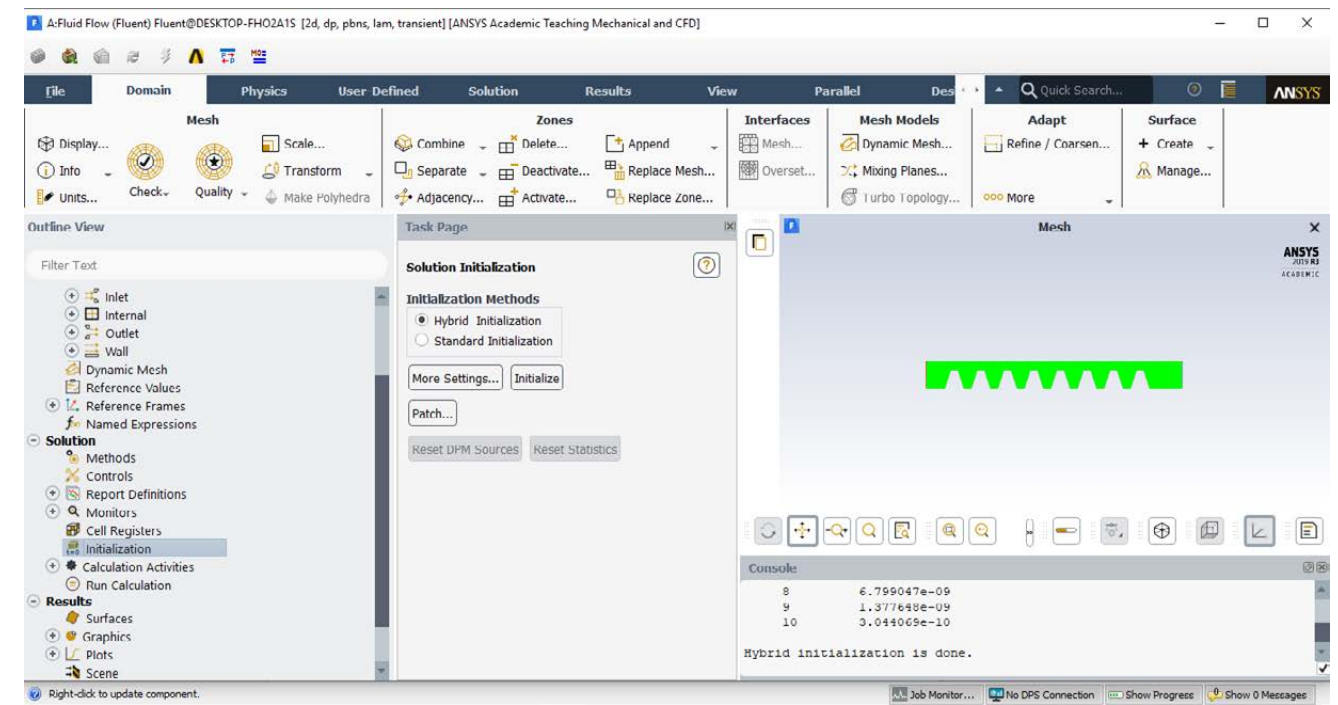 A:Fluid Flow (Fluent) Fluent@DESKTOP-FHO2A1S [2d, dp, pbns, lam, transient] [ANSYS Academic Teaching Mechanical and CFD]
File Domain Physics User-Defined Solution Results View Parallel Des Quick Search... ANSYS
Mesh Zones Interfaces Mesh Models Adapt Surface
Display... Scale... Combine Delete... Append Mesh... Dynamic Mesh... Refine / Coarsen... + Create
Info Transform Separate Deactivate... Replace Mesh... Overset... Mixing Planes... Manage...
Units... Check Quality Make Polyhedra Adjacency... Activate... Replace Zone... Turbo Topology... More
Outline View
Filter Text
Inlet
Internal
Outlet
Wall
Dynamic Mesh
Reference Values
Reference Frames
Named Expressions
Solution
Methods
Controls
Report Definitions
Monitors
Cell Registers
Initialization
Calculation Activities
Run Calculation
Results
Surfaces
Graphics
Plots
Scene
Task Page
Solution Initialization
Initialization Methods
Hybrid Initialization
Standard Initialization
More Settings... Initialize
Patch...
Reset DPM Sources Reset Statistics
Mesh
ANSYS
2019 R3
ACADEMIC
Console
8 6.799047e-09
9 1.377648e-09
10 3.044069e-10
Hybrid initialization is done.
Right-click to update component.
Job Monitor... No DPS Connection Show Progress 0 Show 0 Messages